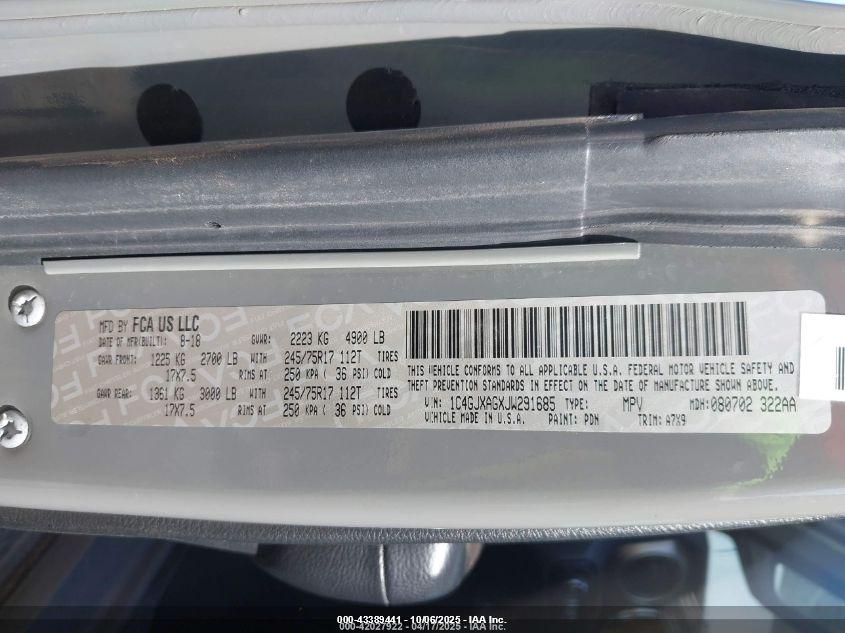 MFD BY FCA US LLC
DATE OF MFR(BUILT): 8-18 GVWR: 2223 KG 4900 LB
GAWR FRONT: 1225 KG 2700 LB WITH 245/75R17 112T TIRES
17X7.5 RIMS AT 250 KPA ( 36 PSI) COLD
GAWR REAR: 1361 KG 3000 LB WITH 245/75R17 112T TIRES
17X7.5 RIMS AT 250 KPA ( 36 PSI) COLD
THIS VEHICLE CONFORMS TO ALL APPLICABLE U.S.A. FEDERAL MOTOR VEHICLE SAFETY AND
THEFT PREVENTION STANDARDS IN EFFECT ON THE DATE OF MANUFACTURE SHOWN ABOVE.
VIN: 1C4GJXAGXJW291685 TYPE: MPV MDH: 080702 322AA
VEHICLE MADE IN U.S.A. PAINT: PDN TRIM: A7X9
000-43389441 - 10/06/2025 - IAA Inc.
000-42027922 - 04/17/2025 - IAA Inc.